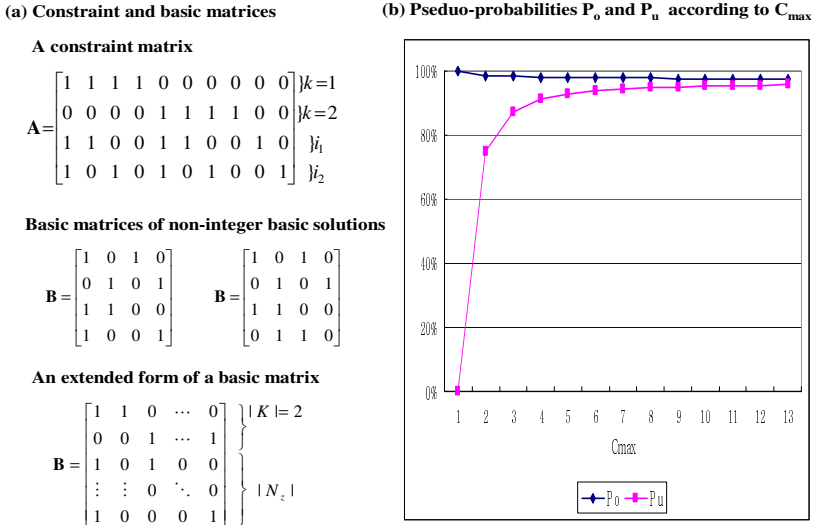 (a) Constraint and basic matrices
A constraint matrix
A = [1 1 1 1 0 0 0 0 0 0] }k=1
[0 0 0 0 1 1 1 1 0 0] }k=2
[1 1 0 0 1 1 0 0 1 0] }i₁
[1 0 1 0 1 0 1 0 0 1] }i₂
Basic matrices of non-integer basic solutions
B = [1 0 1 0] B = [1 0 1 0]
[0 1 0 1] [0 1 0 1]
[1 1 0 0] [1 1 0 0]
[1 0 0 1] [0 1 1 0]
An extended form of a basic matrix
B = [1 1 0 ⋯ 0] } | K |= 2
[0 0 1 ⋯ 1]
[1 0 1 0 0] } | N_z |
[⋮ ⋮ 0 ⋱ 0]
[1 0 0 0 1]
(b) Pseduo-probabilities Pₒ and Pᵤ according to C_max
100%
80%
60%
40%
20%
0%
1 2 3 4 5 6 7 8 9 10 11 12 13
Cmax
Po Pu